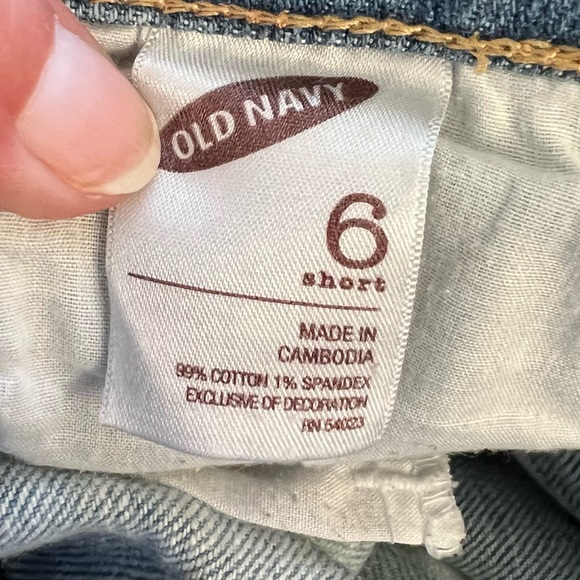 OLD NAVY
6
short
MADE IN
CAMBODIA
99% COTTON 1% SPANDEX
EXCLUSIVE OF DECORATION
RN 54023